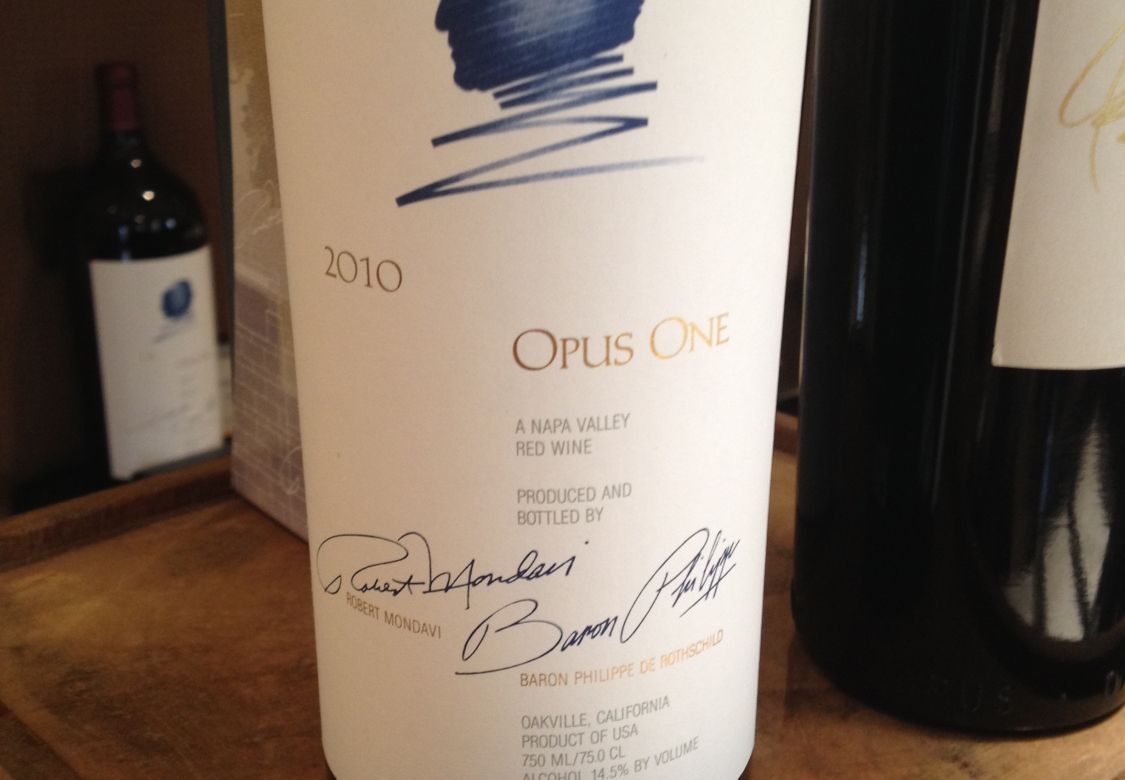 2010
OPUS ONE
A NAPA VALLEY
RED WINE
PRODUCED AND
BOTTLED BY
Robert Mondavi
ROBERT MONDAVI
Baron Philippe
BARON PHILIPPE DE ROTHSCHILD
OAKVILLE, CALIFORNIA
PRODUCT OF USA
750 ML/75.0 CL
ALCOHOL 14.5% BY VOLUME